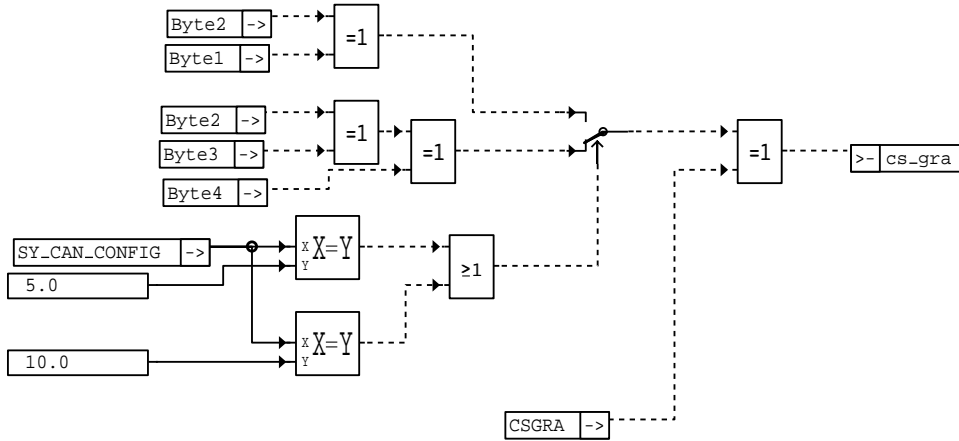 Byte2 ->
=1
Byte1 ->
Byte2 ->
=1
Byte3 ->
=1
Byte4 ->
=1
>- cs_gra
SY_CAN_CONFIG ->
X X=Y
Y
5.0
≥1
X X=Y
Y
10.0
CSGRA ->